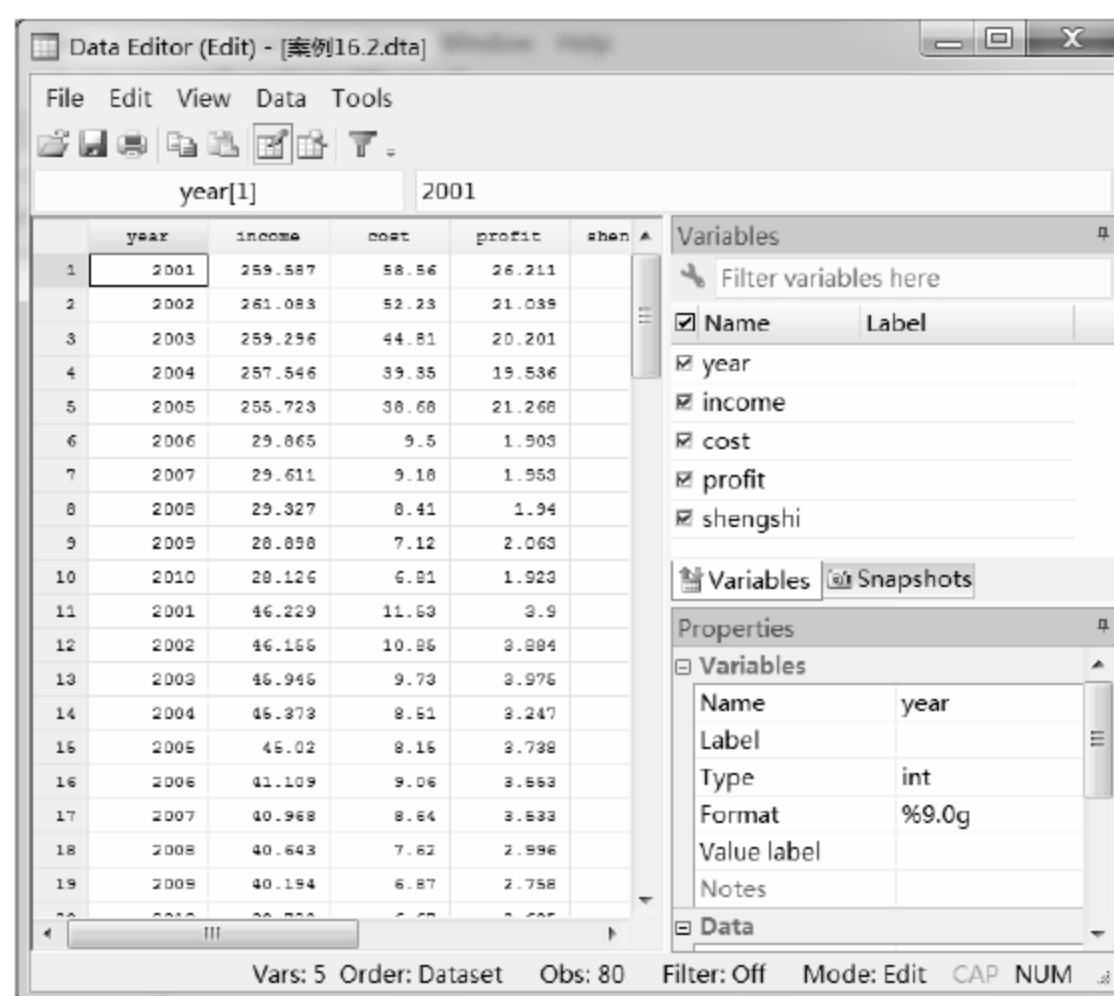 Data Editor (Edit) - [案例16.2.dta]
File Edit View Data Tools
year[1] 2001
year income cost profit shen
1 2001 259.587 58.56 26.211
2 2002 261.083 52.23 21.039
3 2003 259.296 44.81 20.201
4 2004 257.546 39.35 19.536
5 2005 255.723 38.68 21.268
6 2006 29.865 9.5 1.903
7 2007 29.611 9.18 1.953
8 2008 29.327 8.41 1.94
9 2009 28.898 7.12 2.063
10 2010 28.126 6.81 1.923
11 2001 46.229 11.53 3.9
12 2002 46.155 10.85 3.884
13 2003 45.945 9.73 3.975
14 2004 45.373 8.51 3.247
15 2005 45.02 8.15 3.738
16 2006 41.109 9.06 3.553
17 2007 40.968 8.54 3.533
18 2008 40.643 7.62 2.996
19 2009 40.194 6.87 2.758
Variables
Filter variables here
Name Label
year
income
cost
profit
shengshi
Variables Snapshots
Properties
Variables
Name year
Label
Type int
Format %9.0g
Value label
Notes
Data
Vars: 5 Order: Dataset Obs: 80 Filter: Off Mode: Edit CAP NUM